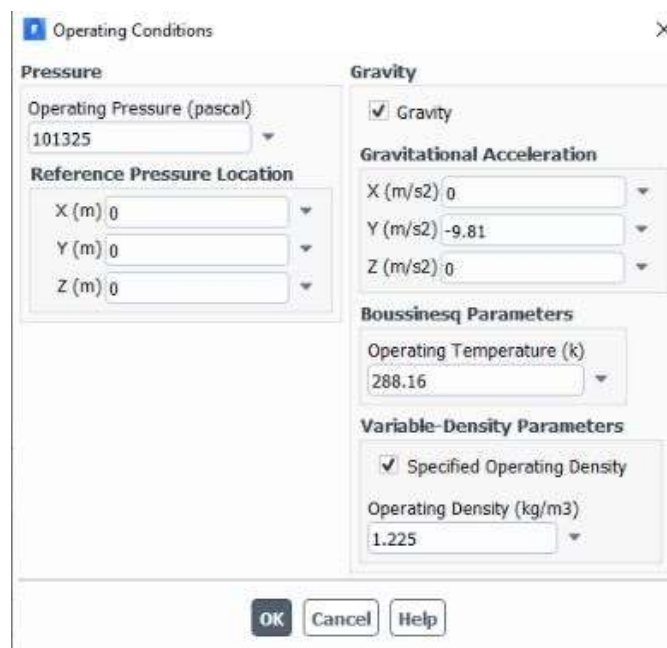 Operating Conditions
Pressure
Operating Pressure (pascal)
101325
Reference Pressure Location
X (m) 0
Y (m) 0
Z (m) 0
Gravity
Gravity
Gravitational Acceleration
X (m/s2) 0
Y (m/s2) -9.81
Z (m/s2) 0
Boussinesq Parameters
Operating Temperature (k)
288.16
Variable-Density Parameters
Specified Operating Density
Operating Density (kg/m3)
1.225
OK Cancel Help